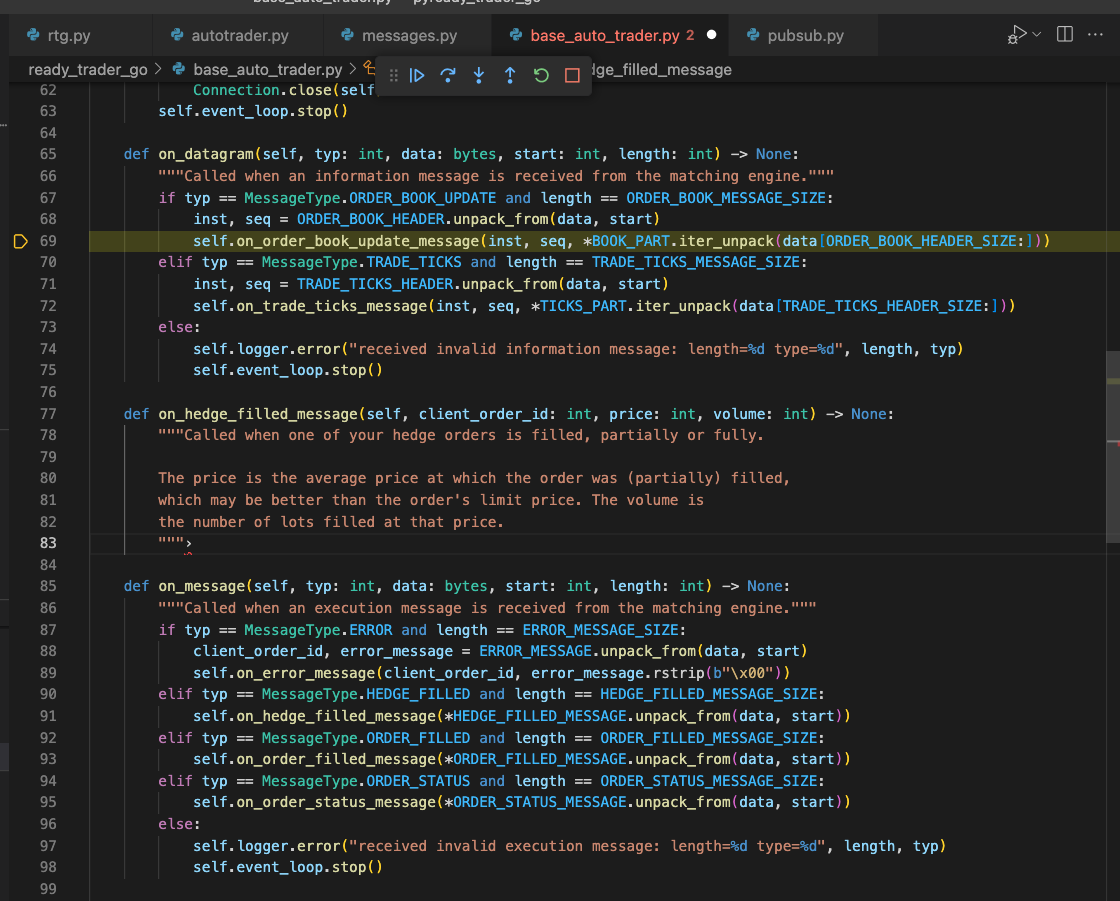 base_auto_trader.py — pyready_trader_go
rtg.py autotrader.py messages.py base_auto_trader.py 2 pubsub.py
ready_trader_go > base_auto_trader.py > dge_filled_message
62 Connection.close(self
63 self.event_loop.stop()
64
65 def on_datagram(self, typ: int, data: bytes, start: int, length: int) -> None:
66 """Called when an information message is received from the matching engine."""
67 if typ == MessageType.ORDER_BOOK_UPDATE and length == ORDER_BOOK_MESSAGE_SIZE:
68 inst, seq = ORDER_BOOK_HEADER.unpack_from(data, start)
69 self.on_order_book_update_message(inst, seq, *BOOK_PART.iter_unpack(data[ORDER_BOOK_HEADER_SIZE:]))
70 elif typ == MessageType.TRADE_TICKS and length == TRADE_TICKS_MESSAGE_SIZE:
71 inst, seq = TRADE_TICKS_HEADER.unpack_from(data, start)
72 self.on_trade_ticks_message(inst, seq, *TICKS_PART.iter_unpack(data[TRADE_TICKS_HEADER_SIZE:]))
73 else:
74 self.logger.error("received invalid information message: length=%d type=%d", length, typ)
75 self.event_loop.stop()
76
77 def on_hedge_filled_message(self, client_order_id: int, price: int, volume: int) -> None:
78 """Called when one of your hedge orders is filled, partially or fully.
79
80 The price is the average price at which the order was (partially) filled,
81 which may be better than the order's limit price. The volume is
82 the number of lots filled at that price.
83 """›
84
85 def on_message(self, typ: int, data: bytes, start: int, length: int) -> None:
86 """Called when an execution message is received from the matching engine."""
87 if typ == MessageType.ERROR and length == ERROR_MESSAGE_SIZE:
88 client_order_id, error_message = ERROR_MESSAGE.unpack_from(data, start)
89 self.on_error_message(client_order_id, error_message.rstrip(b"\x00"))
90 elif typ == MessageType.HEDGE_FILLED and length == HEDGE_FILLED_MESSAGE_SIZE:
91 self.on_hedge_filled_message(*HEDGE_FILLED_MESSAGE.unpack_from(data, start))
92 elif typ == MessageType.ORDER_FILLED and length == ORDER_FILLED_MESSAGE_SIZE:
93 self.on_order_filled_message(*ORDER_FILLED_MESSAGE.unpack_from(data, start))
94 elif typ == MessageType.ORDER_STATUS and length == ORDER_STATUS_MESSAGE_SIZE:
95 self.on_order_status_message(*ORDER_STATUS_MESSAGE.unpack_from(data, start))
96 else:
97 self.logger.error("received invalid execution message: length=%d type=%d", length, typ)
98 self.event_loop.stop()
99